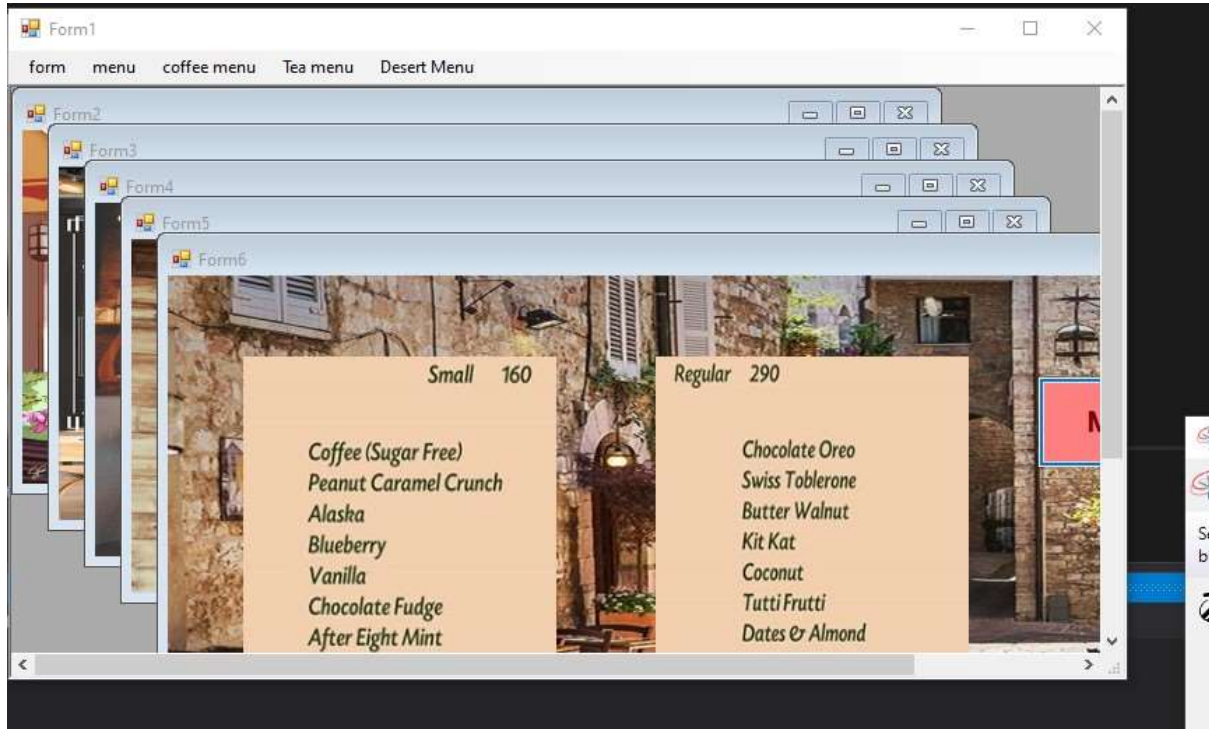 Form1
form menu coffee menu Tea menu Desert Menu
Form2
Form3
Form4
Form5
Form6
Small 160
Coffee (Sugar Free)
Peanut Caramel Crunch
Alaska
Blueberry
Vanilla
Chocolate Fudge
After Eight Mint
Regular 290
Chocolate Oreo
Swiss Toblerone
Butter Walnut
Kit Kat
Coconut
Tutti Frutti
Dates & Almond